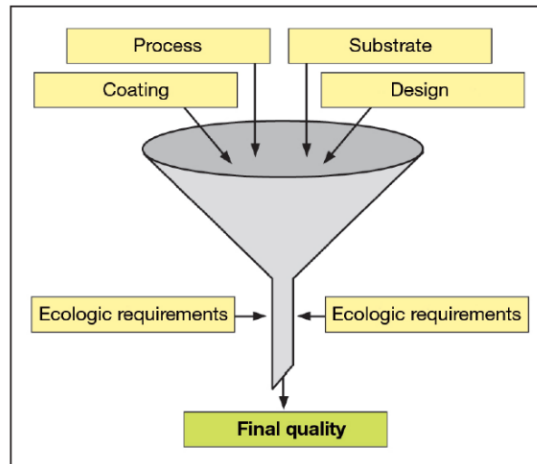 Process
Substrate
Coating
Design
Ecologic requirements
Ecologic requirements
Final quality